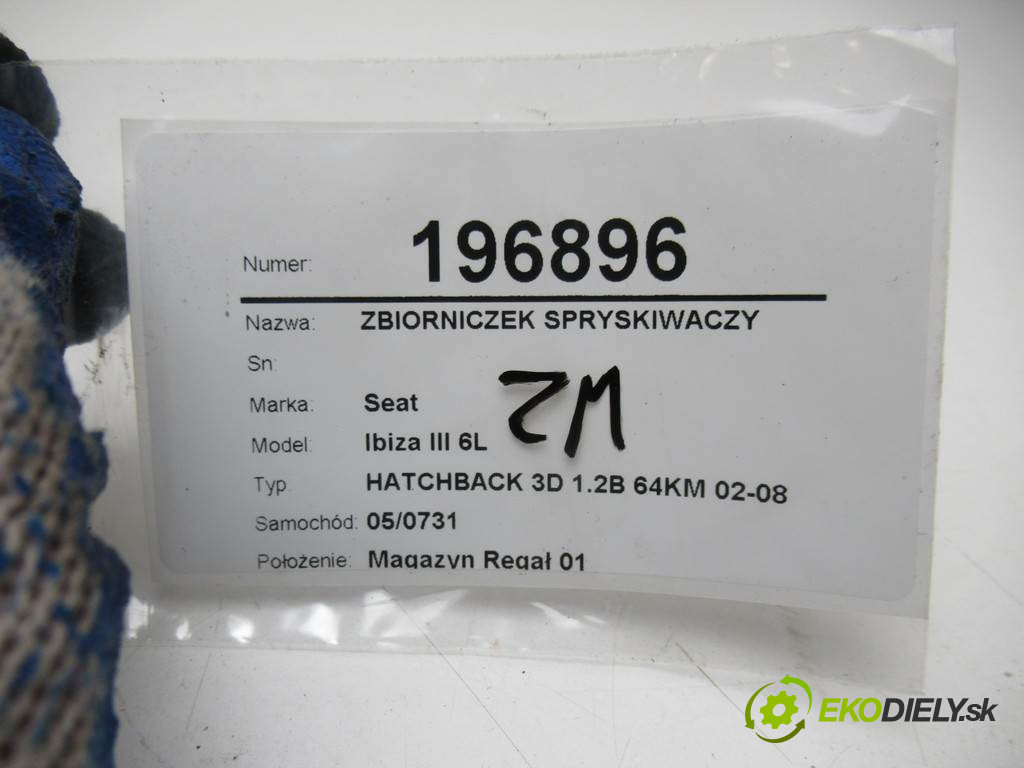 Numer: 196896
Nazwa: ZBIORNICZEK SPRYSKIWACZY
Sn:
Marka: Seat
ZM
Model: Ibiza III 6L
Typ HATCHBACK 3D 1.2B 64KM 02-08
Samochód: 05/0731
Położenie: Magazyn Regał 01
EKODIELY.sk